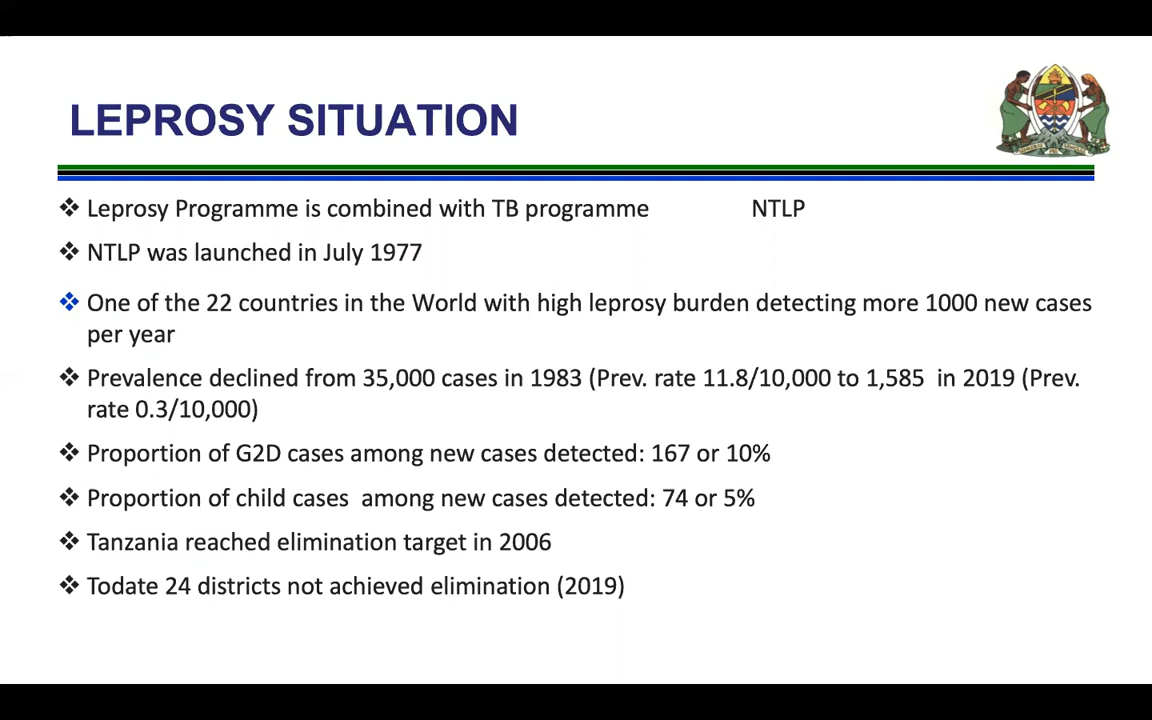 LEPROSY SITUATION
❖ Leprosy Programme is combined with TB programme NTLP
❖ NTLP was launched in July 1977
❖ One of the 22 countries in the World with high leprosy burden detecting more 1000 new cases
per year
❖ Prevalence declined from 35,000 cases in 1983 (Prev. rate 11.8/10,000 to 1,585 in 2019 (Prev.
rate 0.3/10,000)
❖ Proportion of G2D cases among new cases detected: 167 or 10%
❖ Proportion of child cases among new cases detected: 74 or 5%
❖ Tanzania reached elimination target in 2006
❖ Todate 24 districts not achieved elimination (2019)